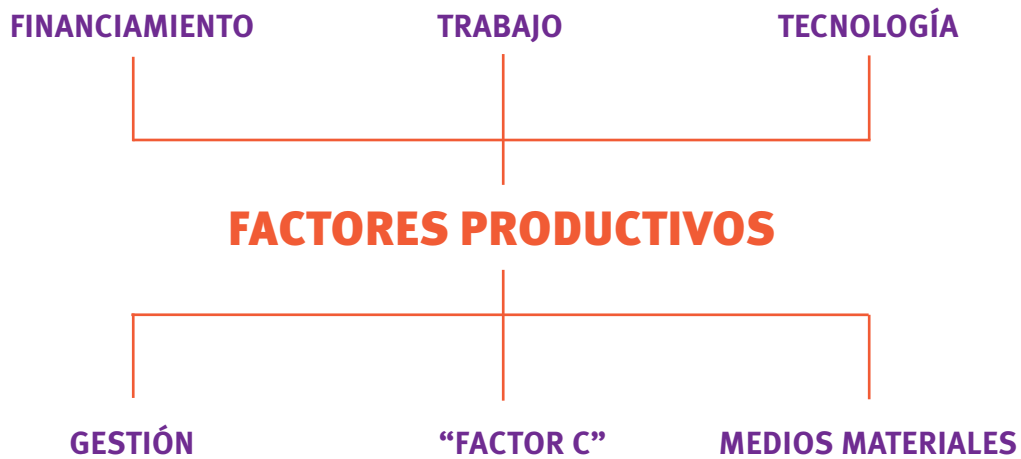 FINANCIAMIENTO TRABAJO TECNOLOGÍA
FACTORES PRODUCTIVOS
GESTIÓN “FACTOR C” MEDIOS MATERIALES